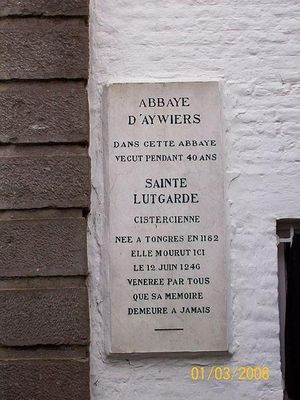 ABBAYE
D'AYWIERS
DANS CETTE ABBAYE
VECUT PENDANT 40 ANS
SAINTE
LUTGARDE
CISTERCIENNE
NEE A TONGRES EN 1182
ELLE MOURUT ICI
LE 12 JUIN 1246
VENEREE PAR TOUS
QUE SA MEMOIRE
DEMEURE A JAMAIS
01/03/2006